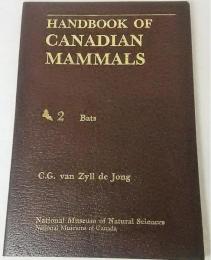 HANDBOOK OF
CANADIAN
MAMMALS
2 Bats
C.G. van Zyll de Jong
National Museum of Natural Sciences
National Museums of Canada